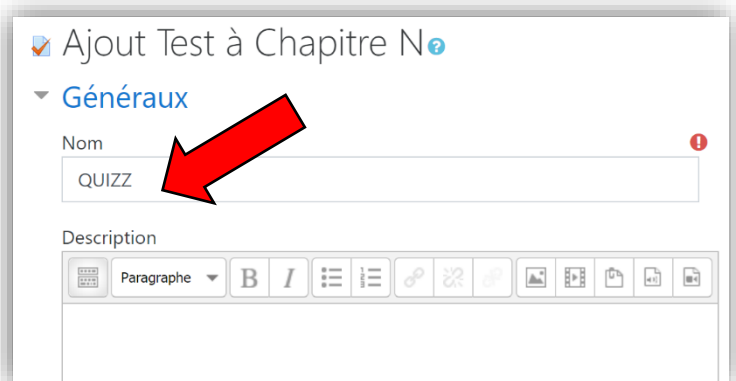 Ajout Test à Chapitre N
Généraux
Nom
QUIZZ
Description
Paragraphe B I